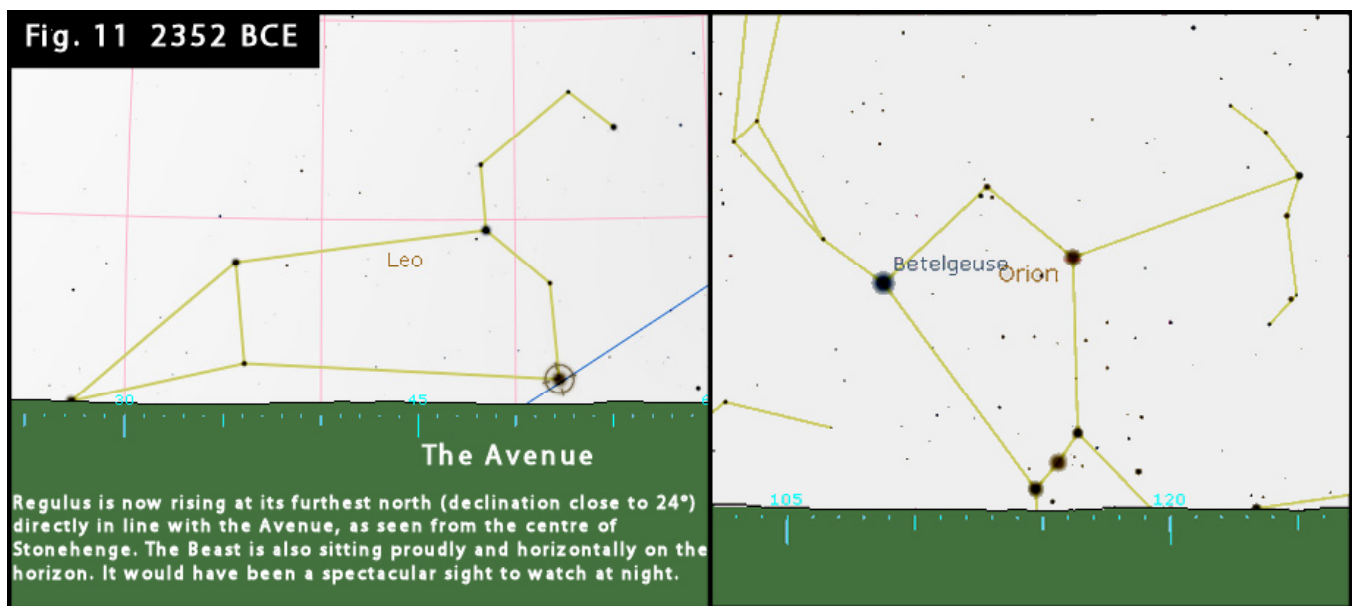 Fig. 11 2352 BCE
Leo
30
45
6
The Avenue
Regulus is now rising at its furthest north (declination close to 24°)
directly in line with the Avenue, as seen from the centre of
Stonehenge. The Beast is also sitting proudly and horizontally on the
horizon. It would have been a spectacular sight to watch at night.
Betelgeuse
Orion
105
120